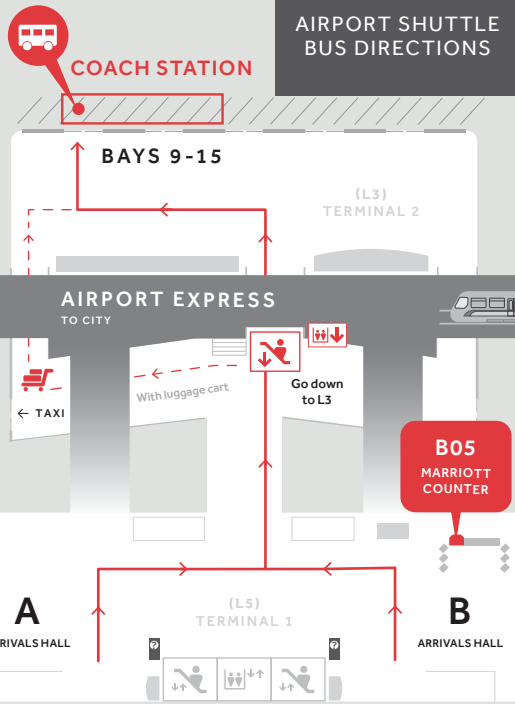 AIRPORT SHUTTLE
BUS DIRECTIONS
COACH STATION
BAYS 9-15
(L3)
TERMINAL 2
AIRPORT EXPRESS
TO CITY
With luggage cart
Go down
to L3
← TAXI
B05
MARRIOTT
COUNTER
(L5)
TERMINAL 1
A
RIVALS HALL
B
ARRIVALS HALL
?
?